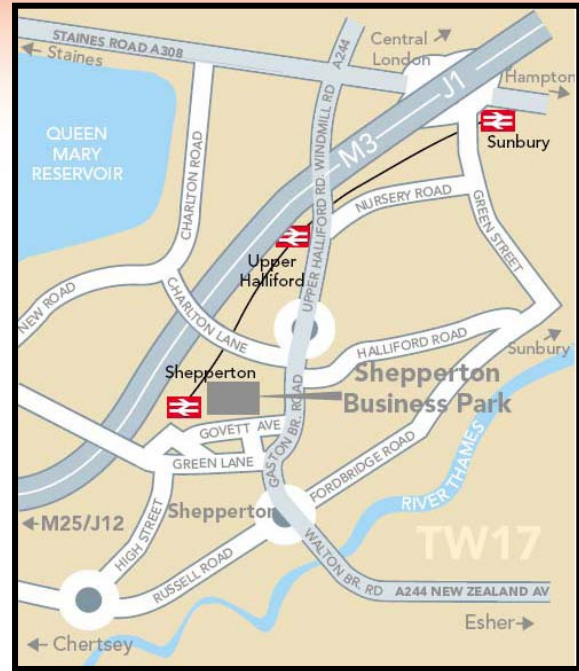 STAINES ROAD A308
Staines
A244
Central
London
Hampton
J1
M3
Sunbury
QUEEN
MARY
RESERVOIR
CHARLTON ROAD
UPPER HALLIFORD RD. WINDMILL RD
NURSERY ROAD
GREEN STREET
Upper
Halliford
NEW ROAD
CHARLTON LANE
HALLIFORD ROAD
Sunbury
Shepperton
Shepperton
Business Park
GOVETT AVE
GASTON BR. ROAD
GREEN LANE
FORDBRIDGE ROAD
RIVER THAMES
M25/J12
Shepperton
HIGH STREET
TW17
RUSSELL ROAD
WALTON BR. RD
A244 NEW ZEALAND AV
Esher
Chertsey